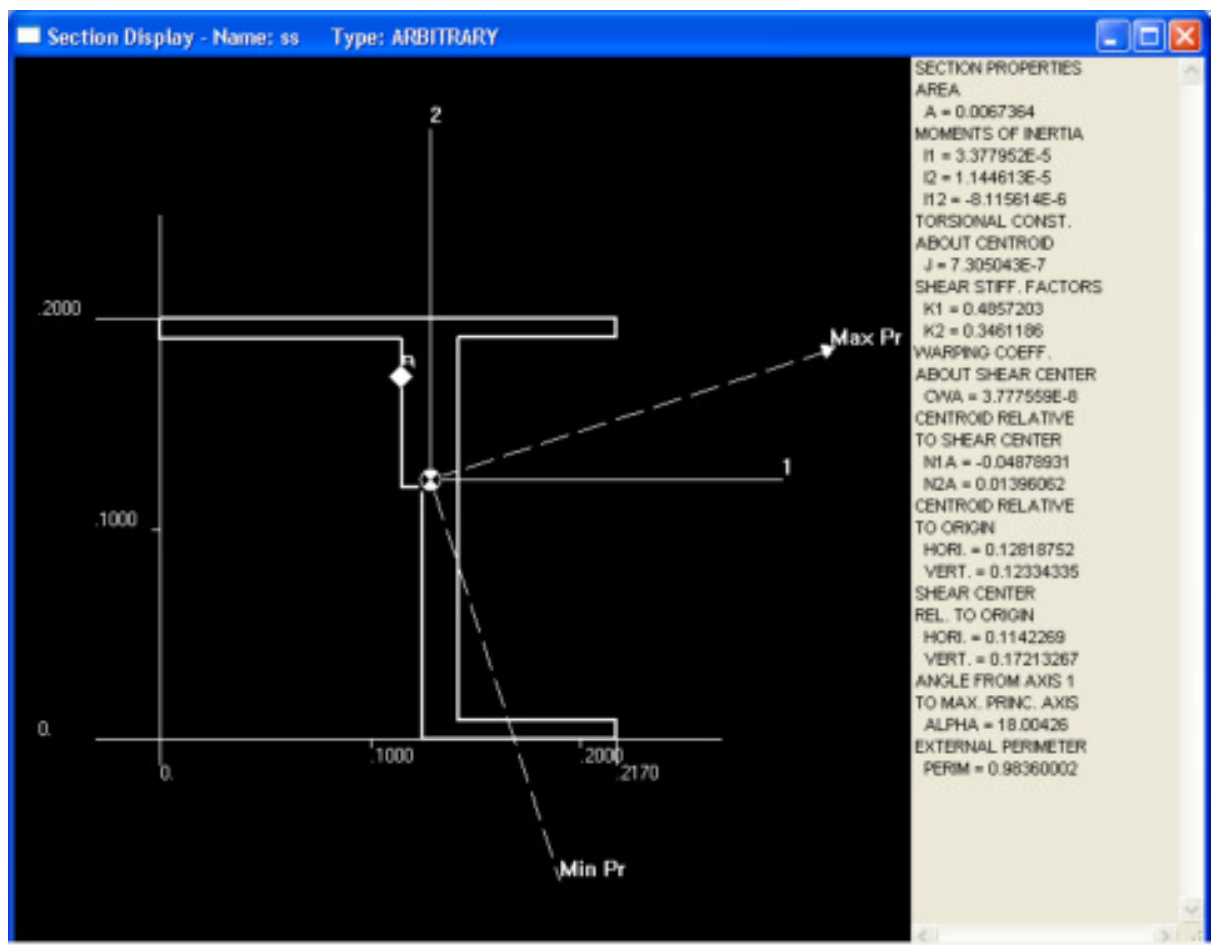 Section Display - Name: ss Type: ARBITRARY
2
.2000
.1000
0.
0.
.1000
.2000
.2170
1
Max Pr
Min Pr
SECTION PROPERTIES
AREA
A = 0.0067364
MOMENTS OF INERTIA
I1 = 3.377952E-5
I2 = 1.144613E-5
I12 = -8.115614E-6
TORSIONAL CONST.
ABOUT CENTROID
J = 7.305043E-7
SHEAR STIFF. FACTORS
K1 = 0.4857203
K2 = 0.3461186
WARPING COEFF.
ABOUT SHEAR CENTER
CWA = 3.777559E-8
CENTROID RELATIVE
TO SHEAR CENTER
N1A = -0.04878931
N2A = 0.01396062
CENTROID RELATIVE
TO ORIGIN
HORI. = 0.12818752
VERT. = 0.12334335
SHEAR CENTER
REL. TO ORIGIN
HORI. = 0.1142269
VERT. = 0.17213267
ANGLE FROM AXIS 1
TO MAX. PRINC. AXIS
ALPHA = 18.00426
EXTERNAL PERIMETER
PERIM = 0.98360002